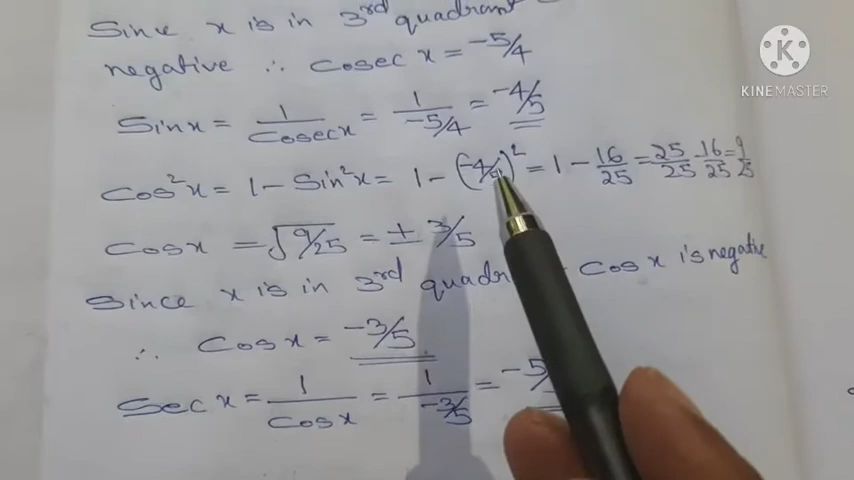 Since x is in 3rd quadrant
negative ∴ Cosec x = -5/4
Sin x = 1/Cosec x = 1/-5/4 = -4/5
Cos²x = 1 - Sin²x = 1 - (-4/)² = 1 - 16/25 = 25/25 - 16/25 = 9/25
Cos x = √9/25 = ± 3/5
Since x is in 3rd Cos x is negative
∴ Cos x = -3/5
Sec x = 1/Cos x = 1/-3/5 = -5/
K
M
KINEMASTER